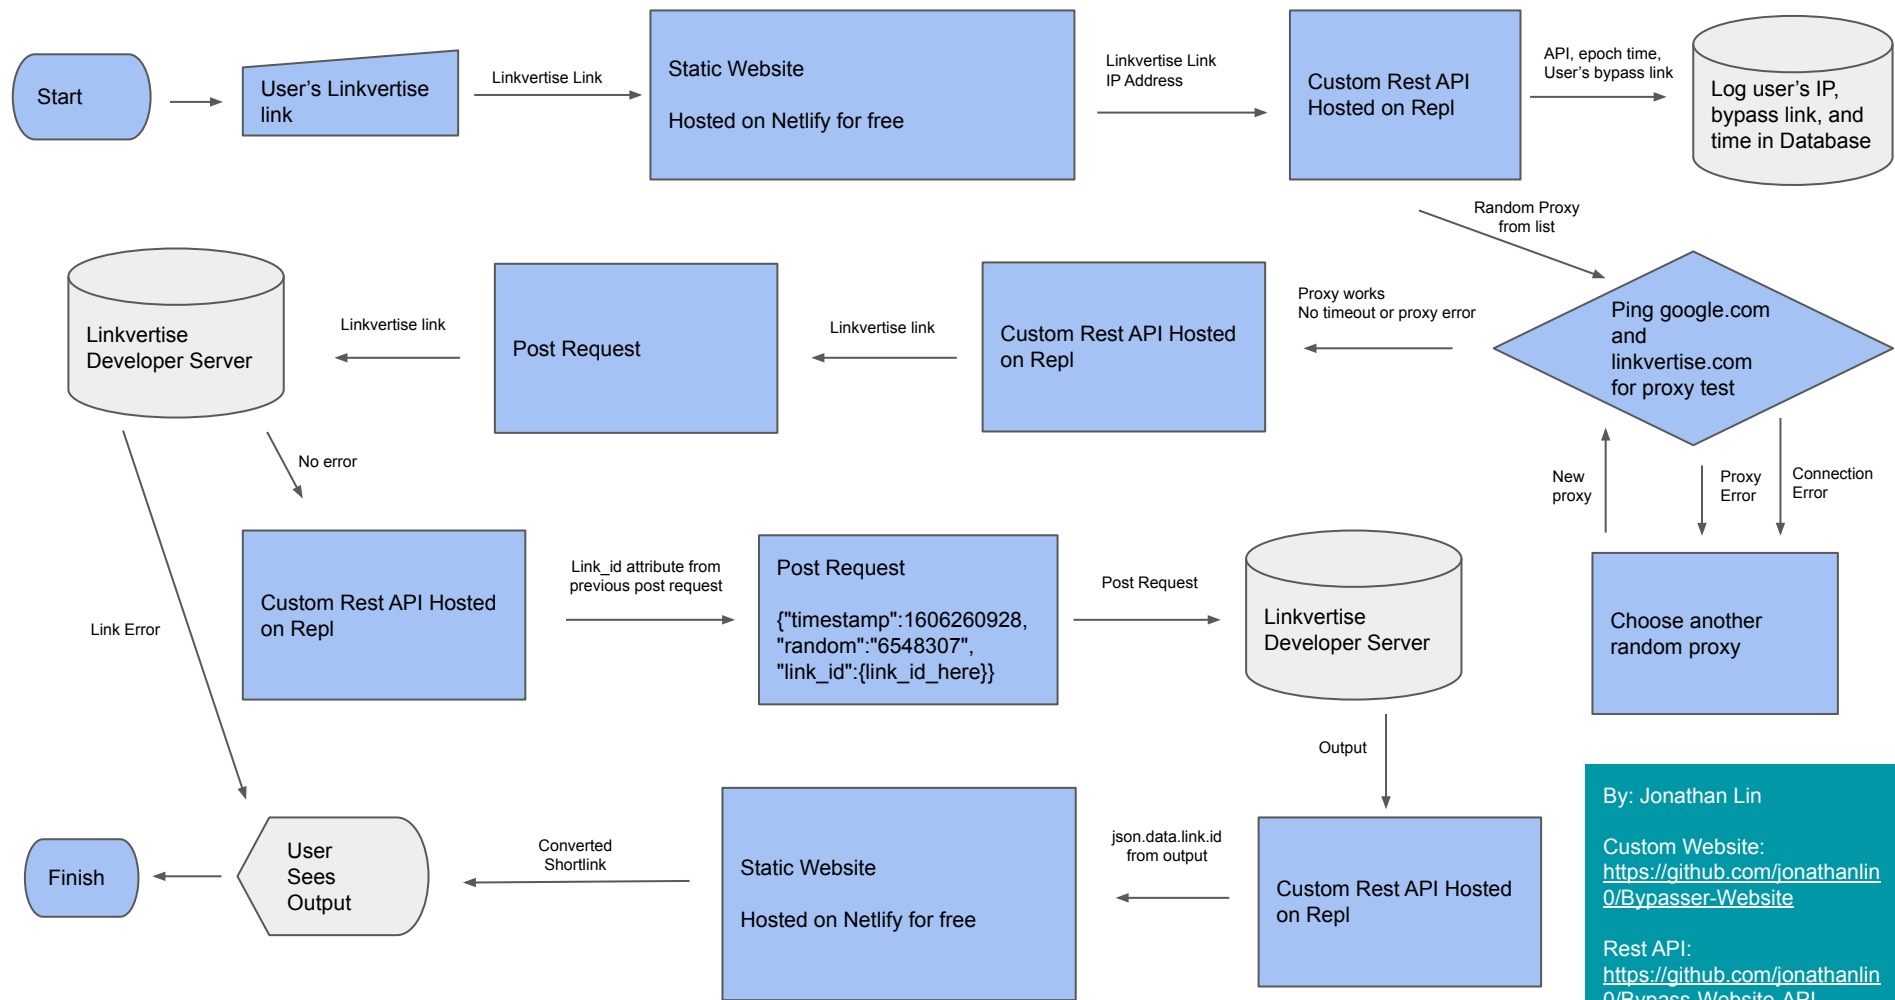 Start
User's Linkvertise
link
Linkvertise Link
Static Website
Hosted on Netlify for free
Linkvertise Link
IP Address
Custom Rest API
Hosted on Repl
API, epoch time,
User's bypass link
Log user's IP,
bypass link, and
time in Database
Random Proxy
from list
Ping google.com
and
linkvertise.com
for proxy test
Proxy works
No timeout or proxy error
Custom Rest API Hosted
on Repl
Linkvertise link
Post Request
Linkvertise link
Linkvertise
Developer Server
New
proxy
Proxy
Error
Connection
Error
Choose another
random proxy
No error
Link Error
Custom Rest API Hosted
on Repl
Link_id attribute from
previous post request
Post Request
{"timestamp":1606260928,
"random":"6548307",
"link_id":{link_id_here}}
Post Request
Linkvertise
Developer Server
Output
Custom Rest API Hosted
on Repl
json.data.link.id
from output
Static Website
Hosted on Netlify for free
Converted
Shortlink
User
Sees
Output
Finish
By: Jonathan Lin
Custom Website:
https://github.com/jonathanlin
0/Bypasser-Website
Rest API:
https://github.com/jonathanlin
0/Bypass-Website-API